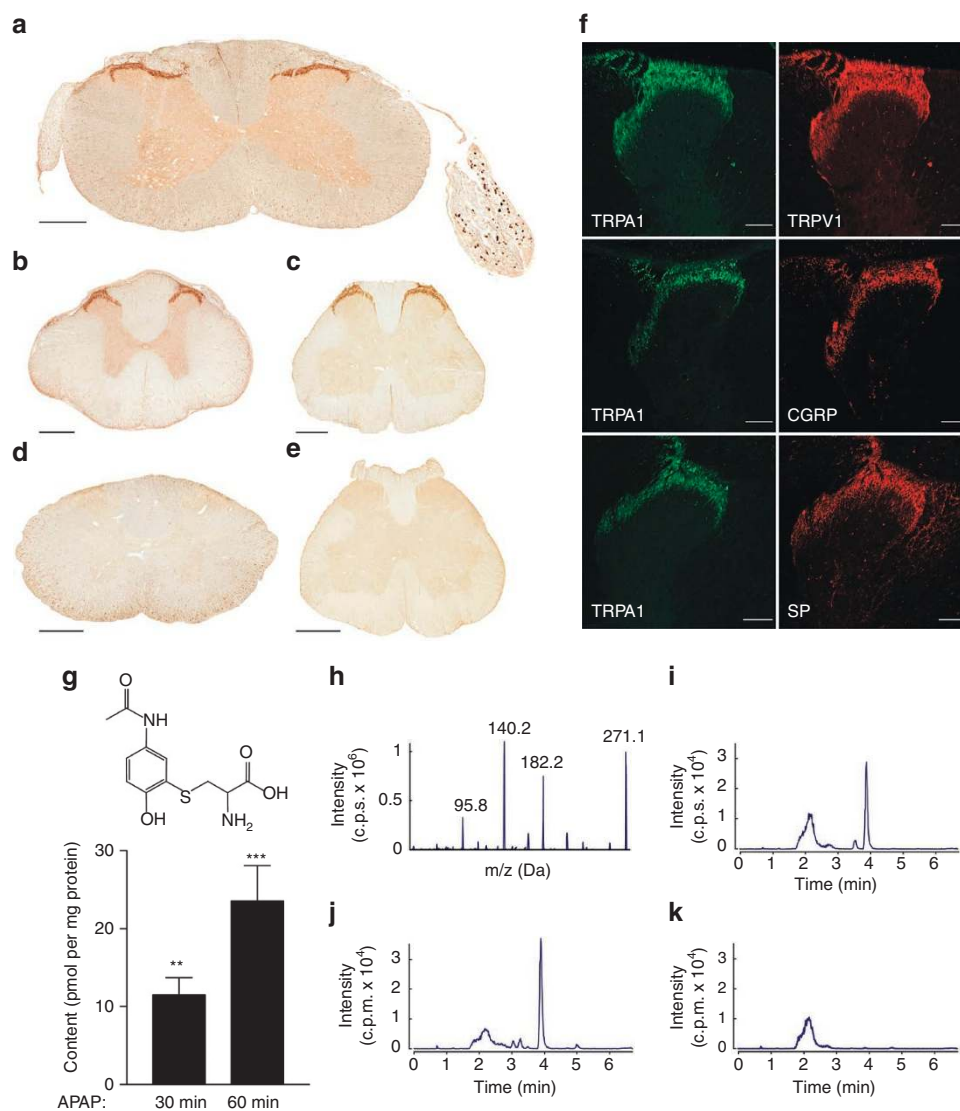 a
f
TRPA1
TRPV1
b
c
TRPA1
CGRP
d
e
TRPA1
SP
g
O
NH
O
S
OH
OH
NH2
Content (pmol per mg protein)
30
20
10
0
**
***
APAP:
30 min
60 min
h
Intensity
(c.p.s. x 10^6)
1
0.5
0
95.8
140.2
182.2
271.1
m/z (Da)
i
Intensity
(c.p.s. x 10^4)
3
2
1
0
0 1 2 3 4 5 6
Time (min)
j
Intensity
(c.p.m. x 10^4)
3
2
1
0
0 1 2 3 4 5 6
Time (min)
k
Intensity
(c.p.m. x 10^4)
3
2
1
0
0 1 2 3 4 5 6
Time (min)